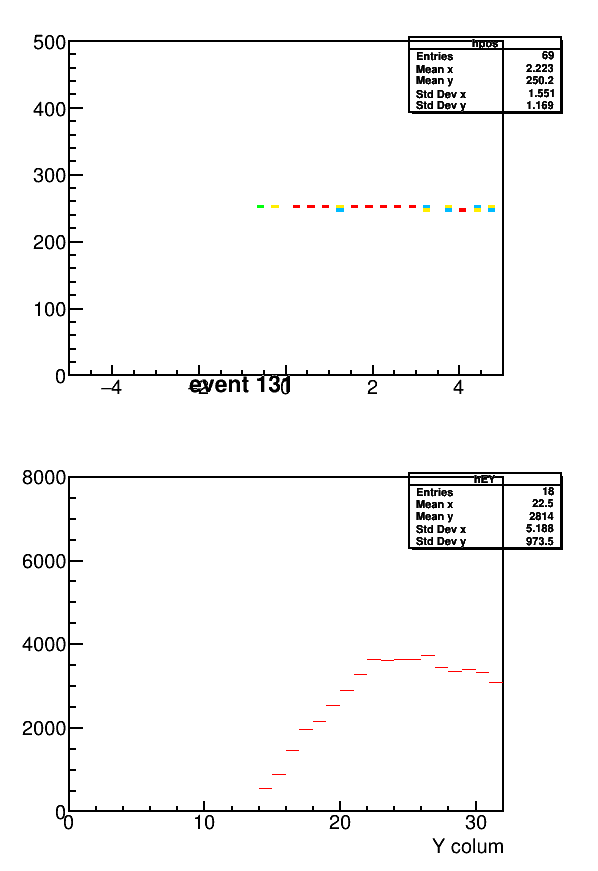 hpos
Entries 69
Mean x 2.223
Mean y 250.2
Std Dev x 1.551
Std Dev y 1.169
500
400
300
200
100
0
−4 −2 0 2 4
event 131
hEY
Entries 18
Mean x 22.5
Mean y 2814
Std Dev x 5.188
Std Dev y 973.5
8000
6000
4000
2000
0
0 10 20 30
Y colum